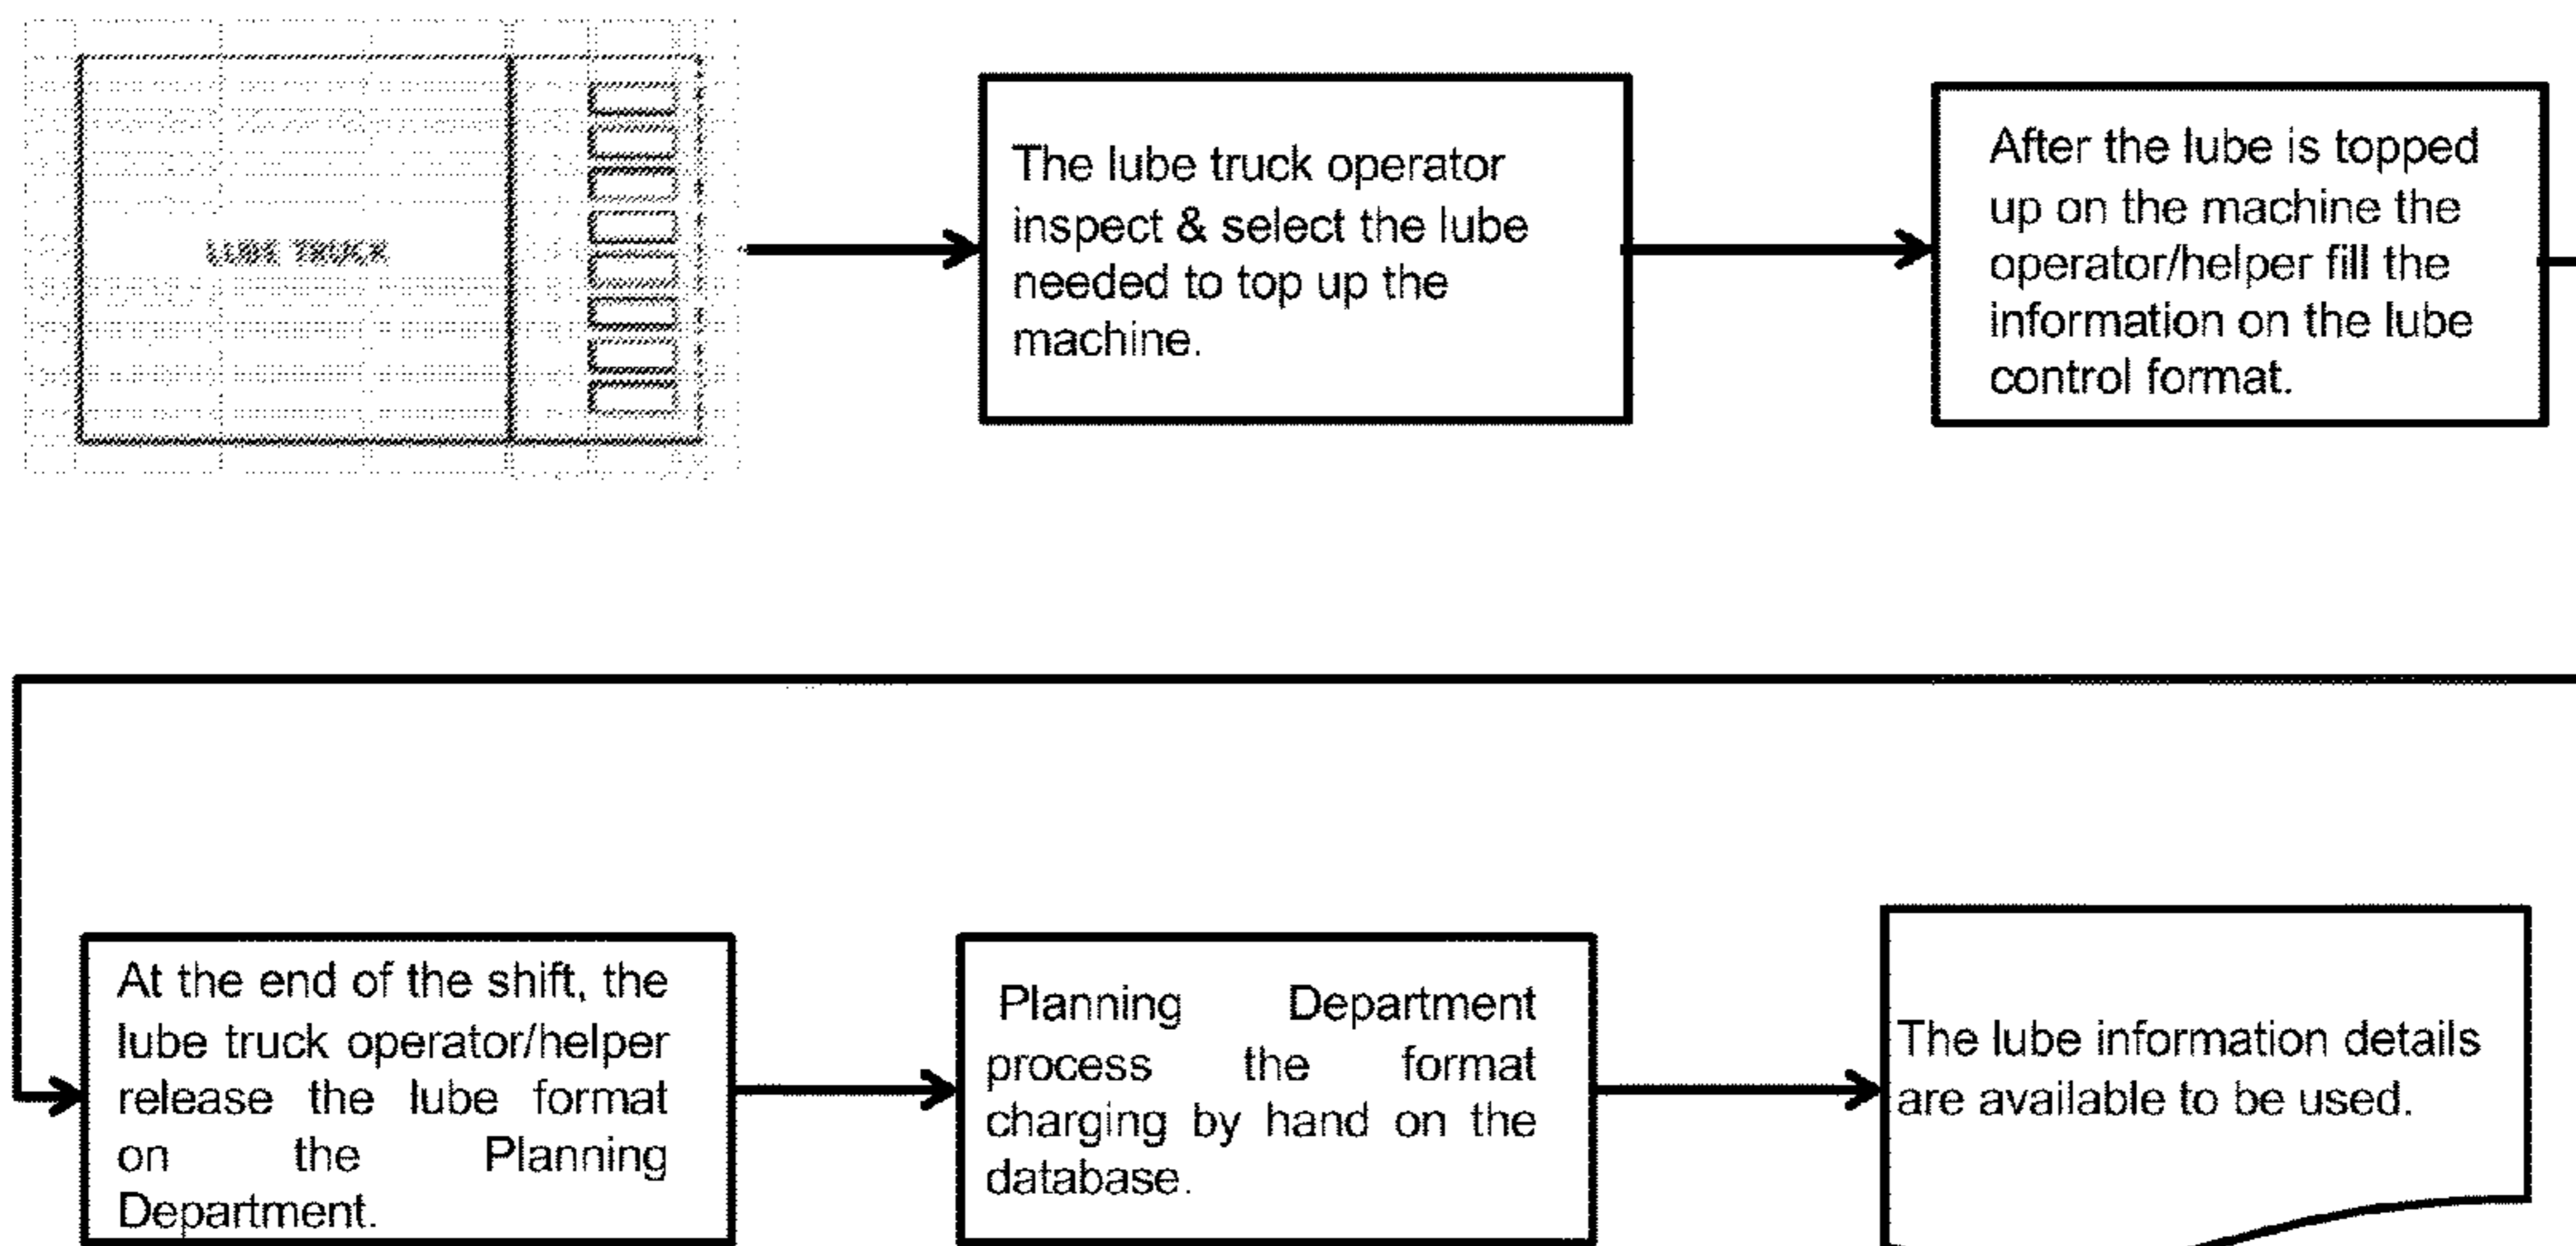 LUBE TRUCK
The lube truck operator
inspect & select the lube
needed to top up the
machine.
After the lube is topped
up on the machine the
operator/helper fill the
information on the lube
control format.
At the end of the shift, the
lube truck operator/helper
release the lube format
on the Planning
Department.
Planning Department
process the format
charging by hand on the
database.
The lube information details
are available to be used.